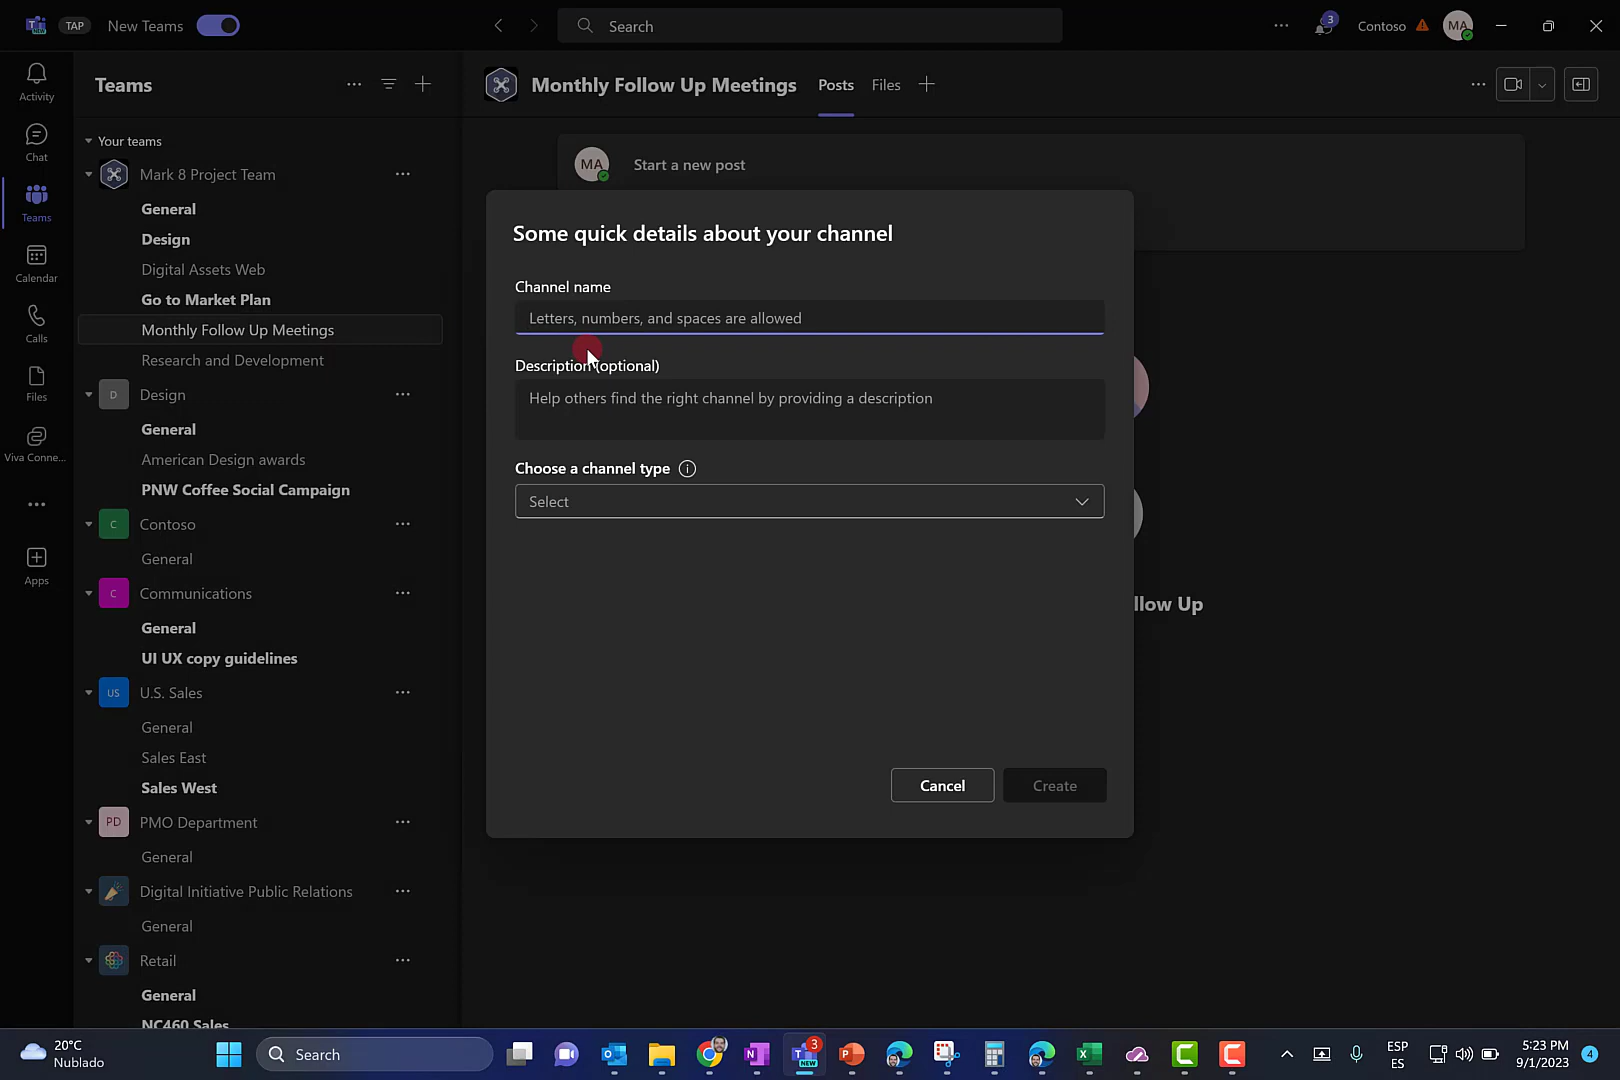 TAP New Teams Search 3 Contoso MA
Activity
Chat
Teams
Calendar
Calls
Files
Viva Conne...
Apps
Teams
Your teams
Mark 8 Project Team
General
Design
Digital Assets Web
Go to Market Plan
Monthly Follow Up Meetings
Research and Development
D Design
General
American Design awards
PNW Coffee Social Campaign
C Contoso
General
C Communications
General
UI UX copy guidelines
US U.S. Sales
General
Sales East
Sales West
PD PMO Department
General
Digital Initiative Public Relations
General
Retail
General
NC460 Sales
Monthly Follow Up Meetings Posts Files
MA Start a new post
Some quick details about your channel
Channel name
Letters, numbers, and spaces are allowed
Description (optional)
Help others find the right channel by providing a description
Choose a channel type
Select
llow Up
Cancel Create
20°C
Nublado
Search
3
NEW
ESP
ES
5:23 PM
9/1/2023
4